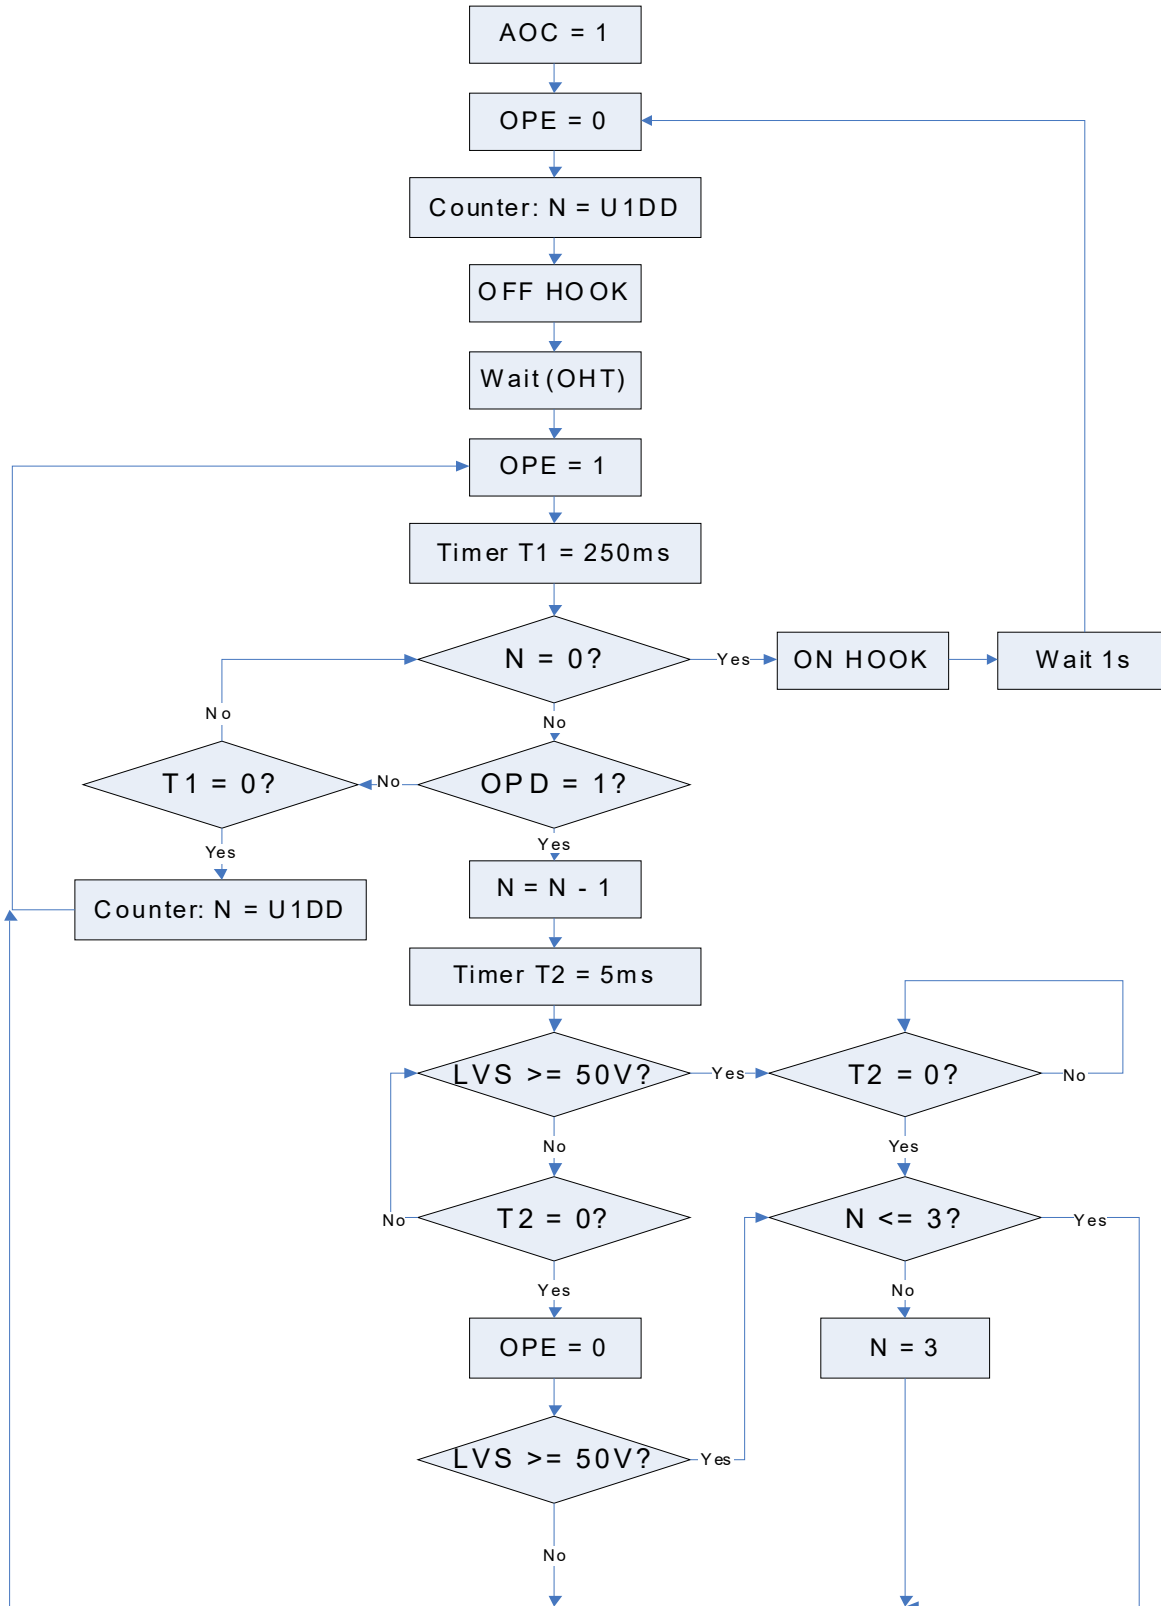 AOC = 1
OPE = 0
Counter: N = U1DD
OFF HOOK
Wait (OHT)
OPE = 1
Timer T1 = 250ms
N = 0?
Yes
ON HOOK
Wait 1s
No
No
T1 = 0?
No
OPD = 1?
Yes
Yes
Counter: N = U1DD
N = N - 1
Timer T2 = 5ms
LVS >= 50V?
Yes
T2 = 0?
No
No
Yes
No
T2 = 0?
N <= 3?
Yes
Yes
No
OPE = 0
N = 3
LVS >= 50V?
Yes
No